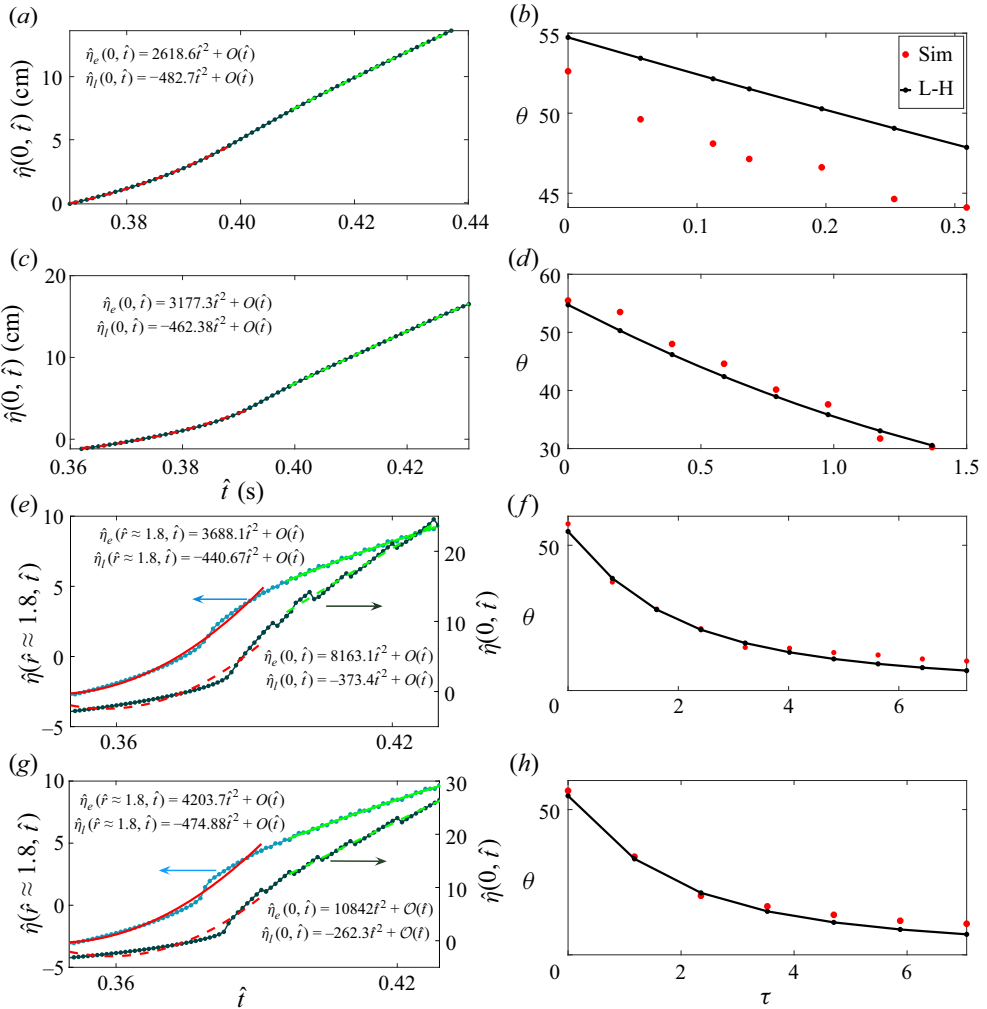 (a)
η̂ₑ(0, t̂) = 2618.6t̂² + O(t̂)
η̂ₗ(0, t̂) = −482.7t̂² + O(t̂)
η̂(0, t̂) (cm)
10
5
0
0.38 0.40 0.42 0.44
(b)
55
50
45
θ
Sim
L-H
0 0.1 0.2 0.3
(c)
20
10
0
η̂ₑ(0, t̂) = 3177.3t̂² + O(t̂)
η̂ₗ(0, t̂) = −462.38t̂² + O(t̂)
η̂(0, t̂) (cm)
0.36 0.38 0.40 0.42
t̂ (s)
(d)
60
50
40
30
θ
0 0.5 1.0 1.5
(e)
10
5
0
−5
η̂ₑ(r̂ ≈ 1.8, t̂) = 3688.1t̂² + O(t̂)
η̂ₗ(r̂ ≈ 1.8, t̂) = −440.67t̂² + O(t̂)
η̂(r̂ ≈ 1.8, t̂)
η̂ₑ(0, t̂) = 8163.1t̂² + O(t̂)
η̂ₗ(0, t̂) = −373.4t̂² + O(t̂)
20
10
0
η̂(0, t̂)
0.36 0.42
(f)
50
0
θ
2 4 6
(g)
10
5
0
−5
η̂ₑ(r̂ ≈ 1.8, t̂) = 4203.7t̂² + O(t̂)
η̂ₗ(r̂ ≈ 1.8, t̂) = −474.88t̂² + O(t̂)
η̂(r̂ ≈ 1.8, t̂)
η̂ₑ(0, t̂) = 10842t̂² + 𝒪(t̂)
η̂ₗ(0, t̂) = −262.3t̂² + 𝒪(t̂)
30
20
10
0
η̂(0, t̂)
0.36 0.42
t̂
(h)
50
θ
0 2 4 6
τ